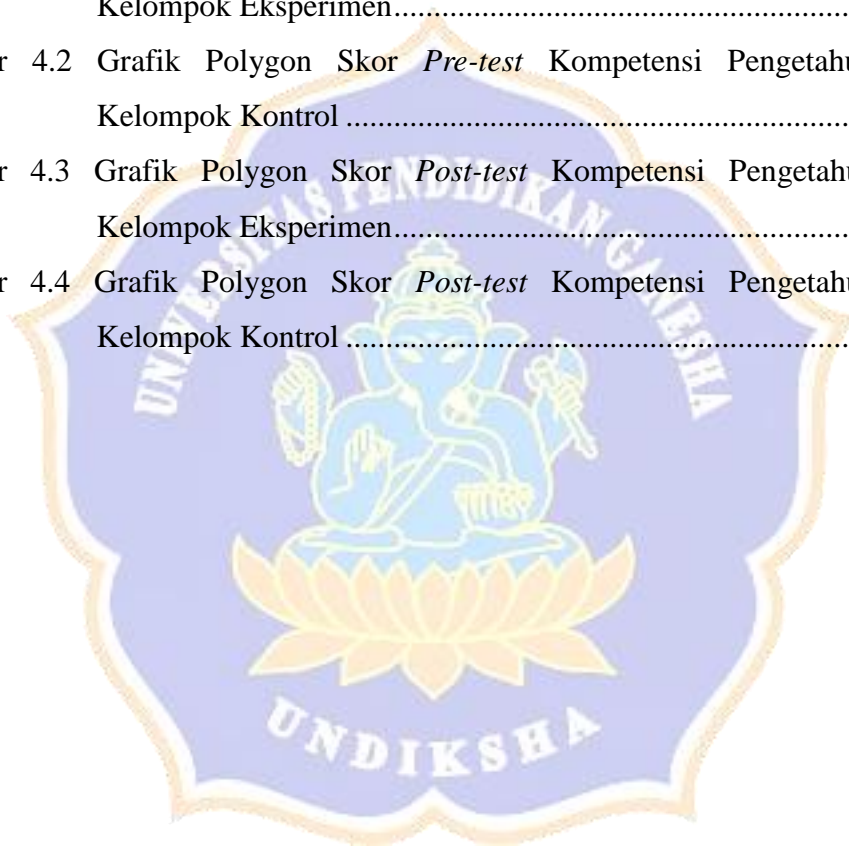 Kelompok Eksperimen........................................................
r 4.2 Grafik Polygon Skor Pre-test Kompetensi Pengetahu
Kelompok Kontrol ..............................................................
r 4.3 Grafik Polygon Skor Post-test Kompetensi Pengetahu
Kelompok Eksperimen........................................................
r 4.4 Grafik Polygon Skor Post-test Kompetensi Pengetahu
Kelompok Kontrol ..............................................................
UNIVERSITAS PENDIDIKAN GANESHA
UNDIKSHA